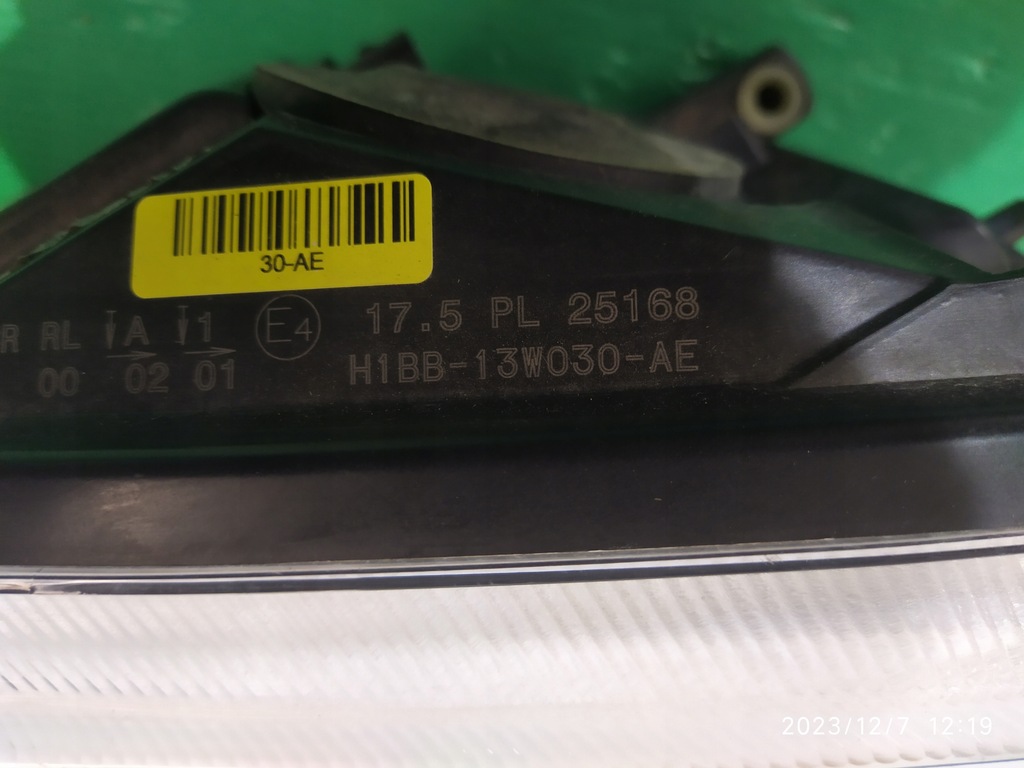 30-AE
R RL A 1 E4 17.5 PL 25168
00 02 01 H1BB-13W030-AE
2023/12/7 12:19